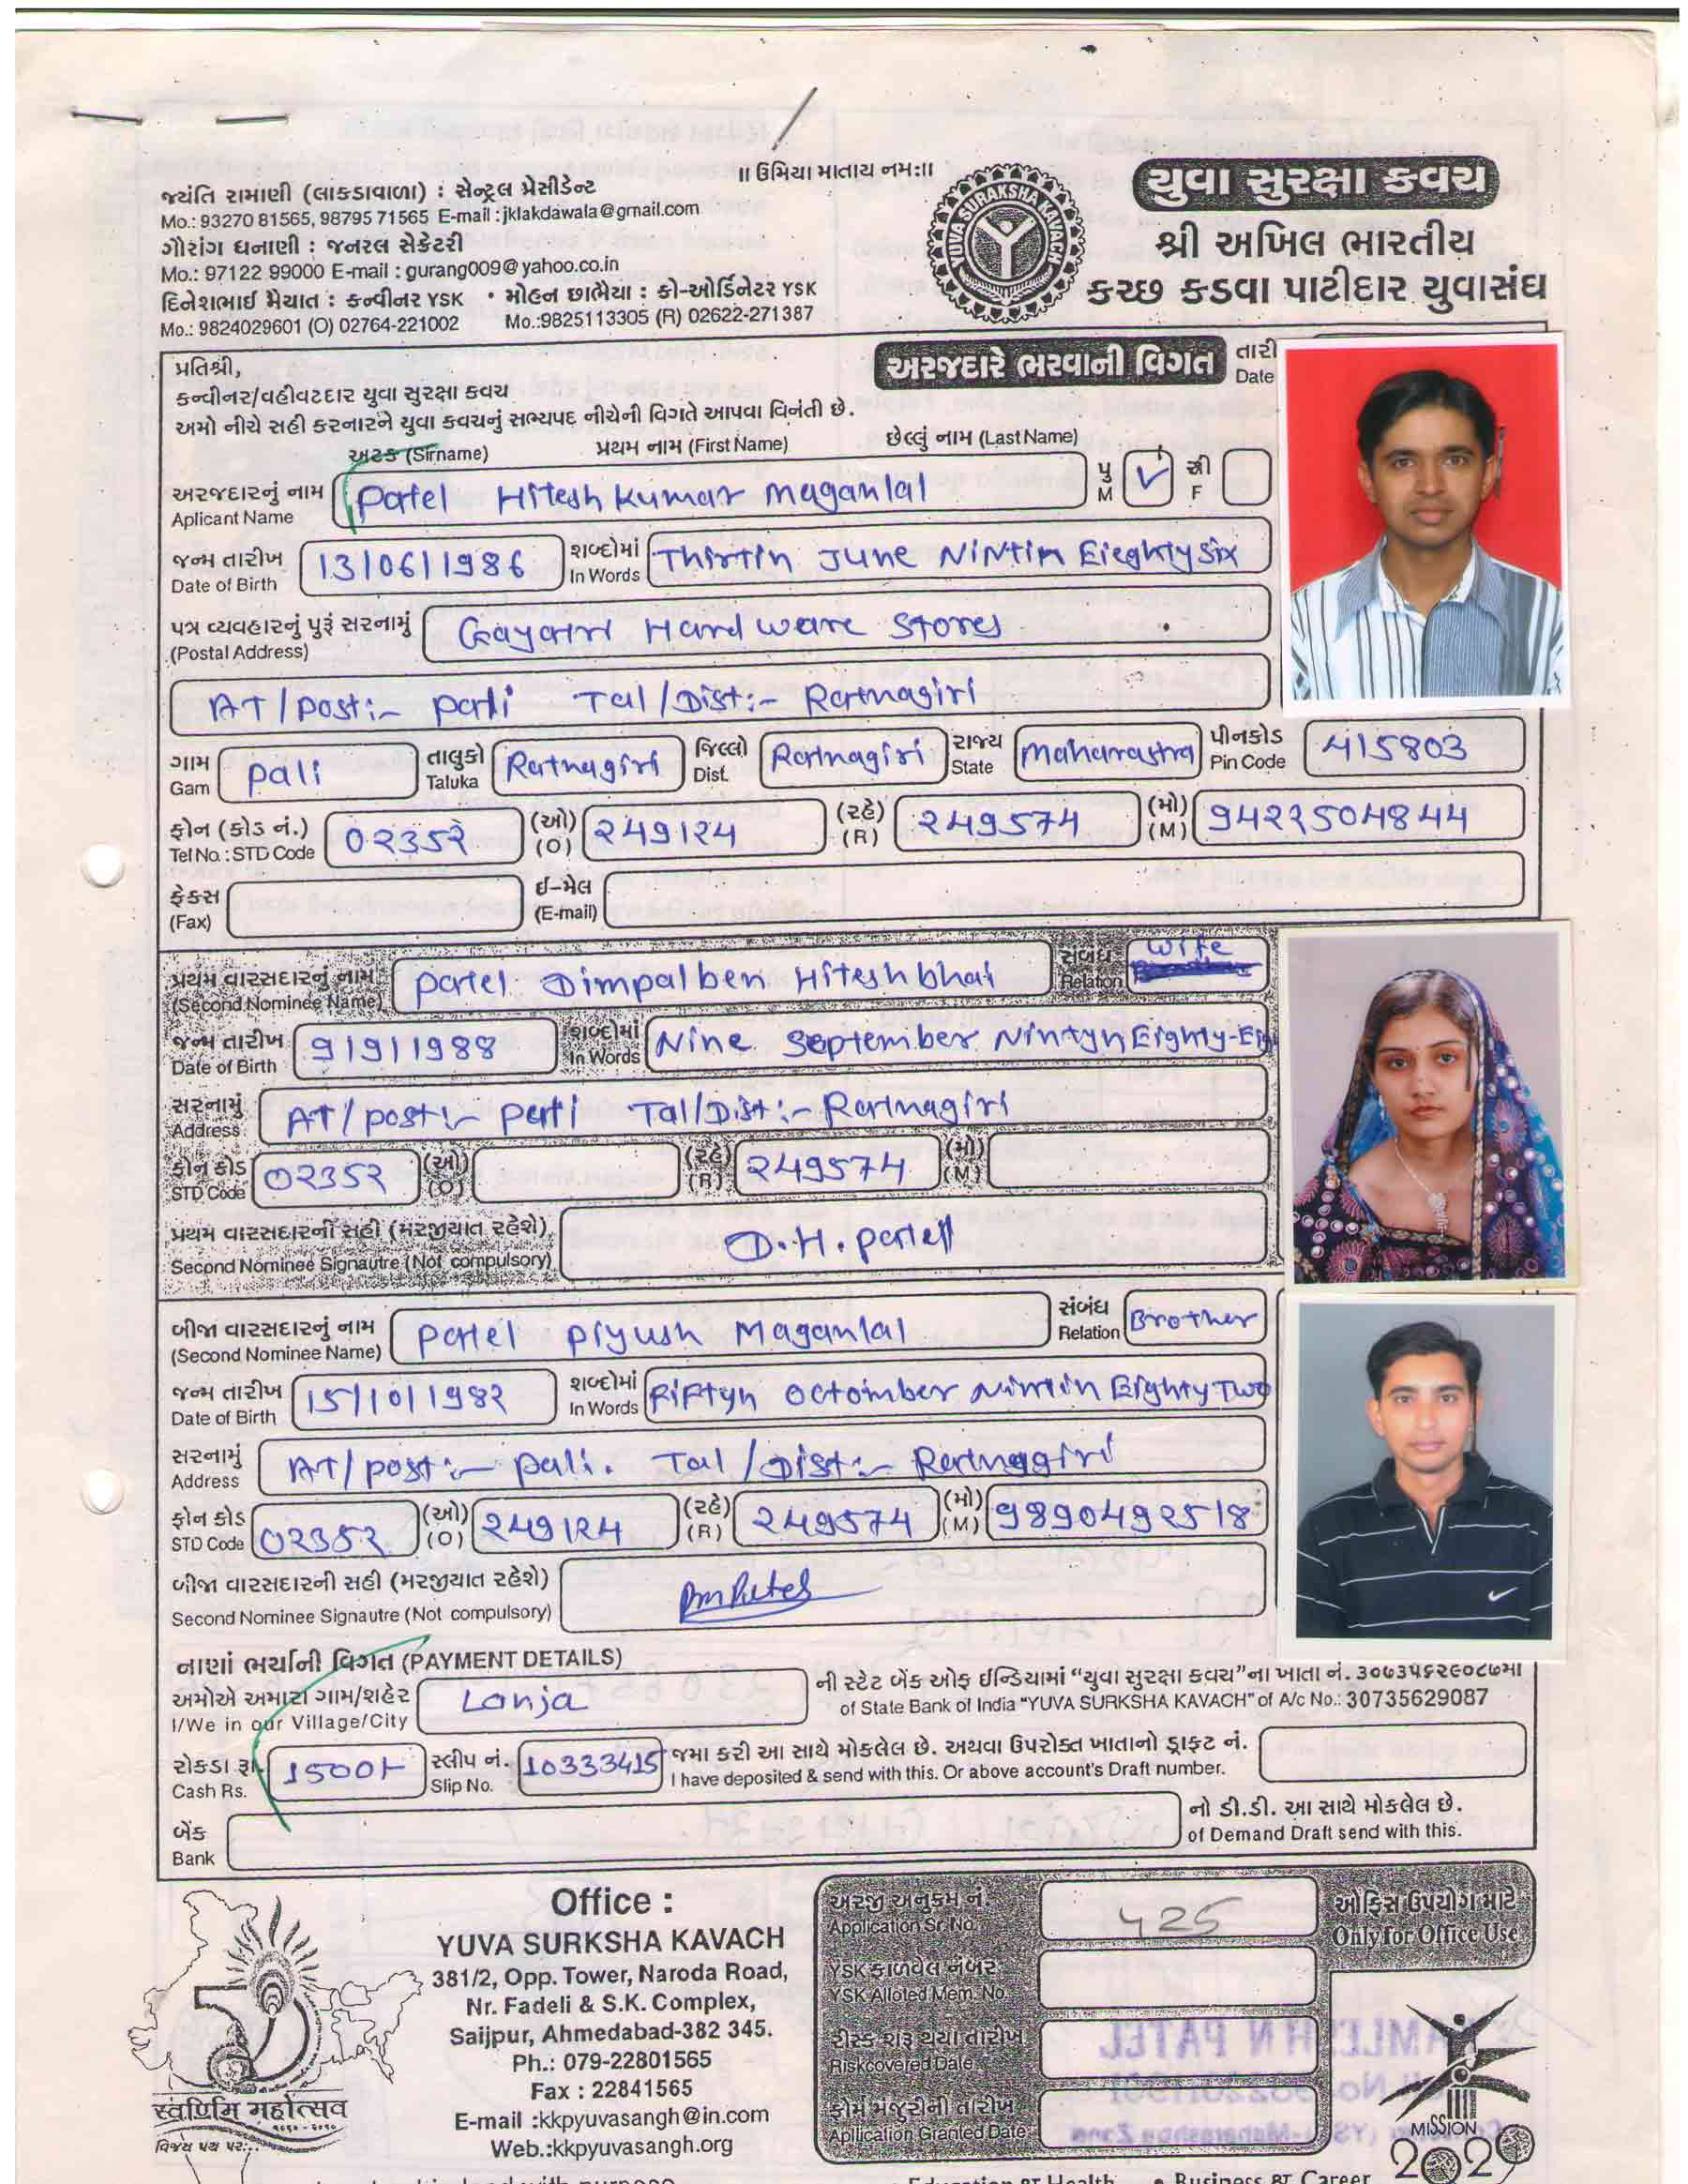 ॥ ઉમિયા માતાય નમઃ॥
જયંતિ રામાણી (લાકડાવાળા) : સેન્ટ્રલ પ્રેસીડેન્ટ
Mo.: 93270 81565, 98795 71565 E-mail : jklakdawala@gmail.com
ગૌરાંગ ધનાણી : જનરલ સેક્રેટરી
Mo.: 97122 99000 E-mail : gurang009@yahoo.co.in
દિનેશભાઈ મૈયાત : કન્વીનર YSK • મોહન છાભૈયા : કો-ઓર્ડિનેટર YSK
Mo.: 9824029601 (O) 02764-221002 Mo.:9825113305 (R) 02622-271387
YUVA SURAKSHA KAVACH
યુવા સુરક્ષા કવચ
શ્રી અખિલ ભારતીય
કચ્છ કડવા પાટીદાર યુવાસંઘ
અરજદારે ભરવાની વિગત
તારી
Date
પ્રતિશ્રી,
કન્વીનર/વહીવટદાર યુવા સુરક્ષા કવચ
અમો નીચે સહી કરનારને યુવા કવચનું સભ્યપદ નીચેની વિગતે આપવા વિનંતી છે.
અટક (Sirname) પ્રથમ નામ (First Name) છેલ્લું નામ (Last Name)
અરજદારનું નામ Patel Hitesh kumar maganlal પુ ✓ સ્ત્રી
Aplicant Name M F
જન્મ તારીખ 13/06/1986 શબ્દોમાં Thirtin June Nintin Eieghty six
Date of Birth In Words
પત્ર વ્યવહારનું પુરૂં સરનામું Gayatri Hardware Stores
(Postal Address)
AT/post:- pali Tal/Dist:- Ratnagiri
ગામ pali તાલુકો Ratnagiri જિલ્લો Ratnagiri રાજ્ય maharastra પીનકોડ 415803
Gam Taluka Dist. State Pin Code
ફોન (કોડ નં.) 02352 (ઓ) 249124 (રહે) 249574 (મો) 9422504844
Tel No.: STD Code (O) (R) (M)
ફેક્સ ઈ-મેલ
(Fax) (E-mail)
પ્રથમ વારસદારનું નામ patel Dimpalben Hiteshbhai સંબંધ wife
(Second Nominee Name) Relation
જન્મ તારીખ 9/9/1988 શબ્દોમાં Nine September Nintyn Eighty-Eig
Date of Birth In Words
સરનામું AT/post:- pali Tal/Dist:- Ratnagiri
Address
ફોન કોડ 02352 (ઓ) (રહે) 249574 (મો)
STD Code (O) (R) (M)
પ્રથમ વારસદારની સહી (મરજીયાત રહેશે) D.H.patel
Second Nominee Signautre (Not compulsory)
બીજા વારસદારનું નામ patel piyush Maganlal સંબંધ Brother
(Second Nominee Name) Relation
જન્મ તારીખ 15/10/1982 શબ્દોમાં Fiftyn octomber Nintin Eighty Two
Date of Birth In Words
સરનામું AT/post:- pali. Tal/Dist:- Ratnagiri
Address
ફોન કોડ 02352 (ઓ) 249124 (રહે) 249574 (મો) 9890492518
STD Code (O) (R) (M)
બીજા વારસદારની સહી (મરજીયાત રહેશે) PmPatel
Second Nominee Signautre (Not compulsory)
નાણાં ભર્યાની વિગત (PAYMENT DETAILS)
અમોએ અમારા ગામ/શહેર Lanja ની સ્ટેટ બેંક ઓફ ઈન્ડિયામાં “યુવા સુરક્ષા કવચ”ના ખાતા નં. ૩૦૭૩૫૬૨૯૦૮૭માં
I/We in our Village/City of State Bank of India "YUVA SURKSHA KAVACH" of A/c No.: 30735629087
રોકડા રૂા. 1500/- સ્લીપ નં. 10333415 જમા કરી આ સાથે મોકલેલ છે. અથવા ઉપરોક્ત ખાતાનો ડ્રાફ્ટ નં.
Cash Rs. Slip No. I have deposited & send with this. Or above account's Draft number.
બેંક નો ડી.ડી. આ સાથે મોકલેલ છે.
Bank of Demand Draft send with this.
स्वर्णिम महोत्सव
Office :
YUVA SURKSHA KAVACH
381/2, Opp. Tower, Naroda Road,
Nr. Fadeli & S.K. Complex,
Saijpur, Ahmedabad-382 345.
Ph.: 079-22801565
Fax : 22841565
E-mail :kkpyuvasangh@in.com
Web.:kkpyuvasangh.org
અરજી અનુક્રમ નં. 425 ઓફિસ ઉપયોગ માટે
Application Sr. No. Only for Office Use
YSK ફાળવેલ નંબર
YSK Alloted Mem. No.
રીસ્ક શરૂ થયા તારીખ
Riskcovered Date
ફોર્મ મંજુરીની તારીખ
Apllication Granted Date
MISSION
2020